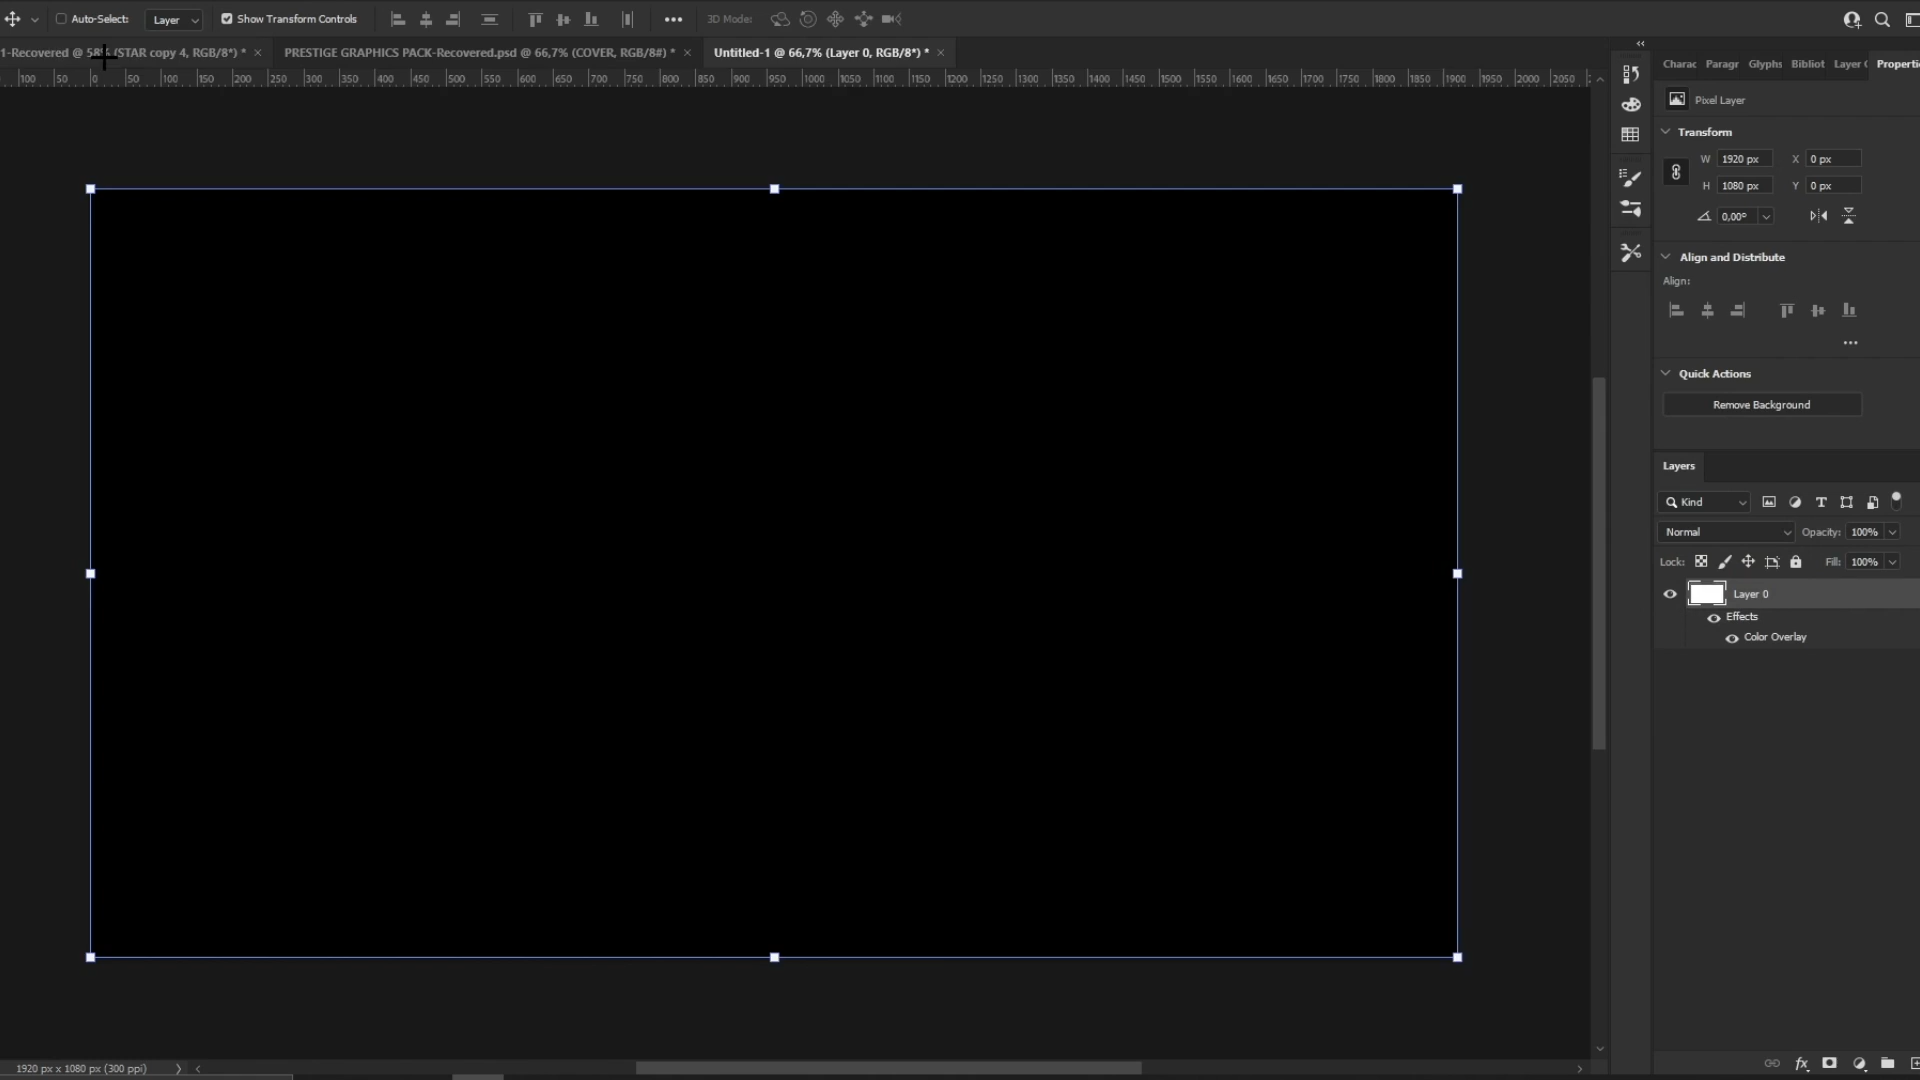 Auto-Select: Layer Show Transform Controls 3D Mode:
1-Recovered @ 58% (STAR copy 4, RGB/8*) * PRESTIGE GRAPHICS PACK-Recovered.psd @ 66,7% (COVER, RGB/8#) * Untitled-1 @ 66,7% (Layer 0, RGB/8*) *
Charac Paragr Glyphs Bibliot Layer C Properti
100 50 0 50 100 150 200 250 300 350 400 450 500 550 600 650 700 750 800 850 900 950 1000 1050 1100 1150 1200 1250 1300 1350 1400 1450 1500 1550 1600 1650 1700 1750 1800 1850 1900 1950 2000 2050
Pixel Layer
Transform
W 1920 px X 0 px
H 1080 px Y 0 px
0,00°
Align and Distribute
Align:
Quick Actions
Remove Background
Layers
Kind
Normal Opacity: 100%
Lock: Fill: 100%
Layer 0
Effects
Color Overlay
1920 px x 1080 px (300 ppi)